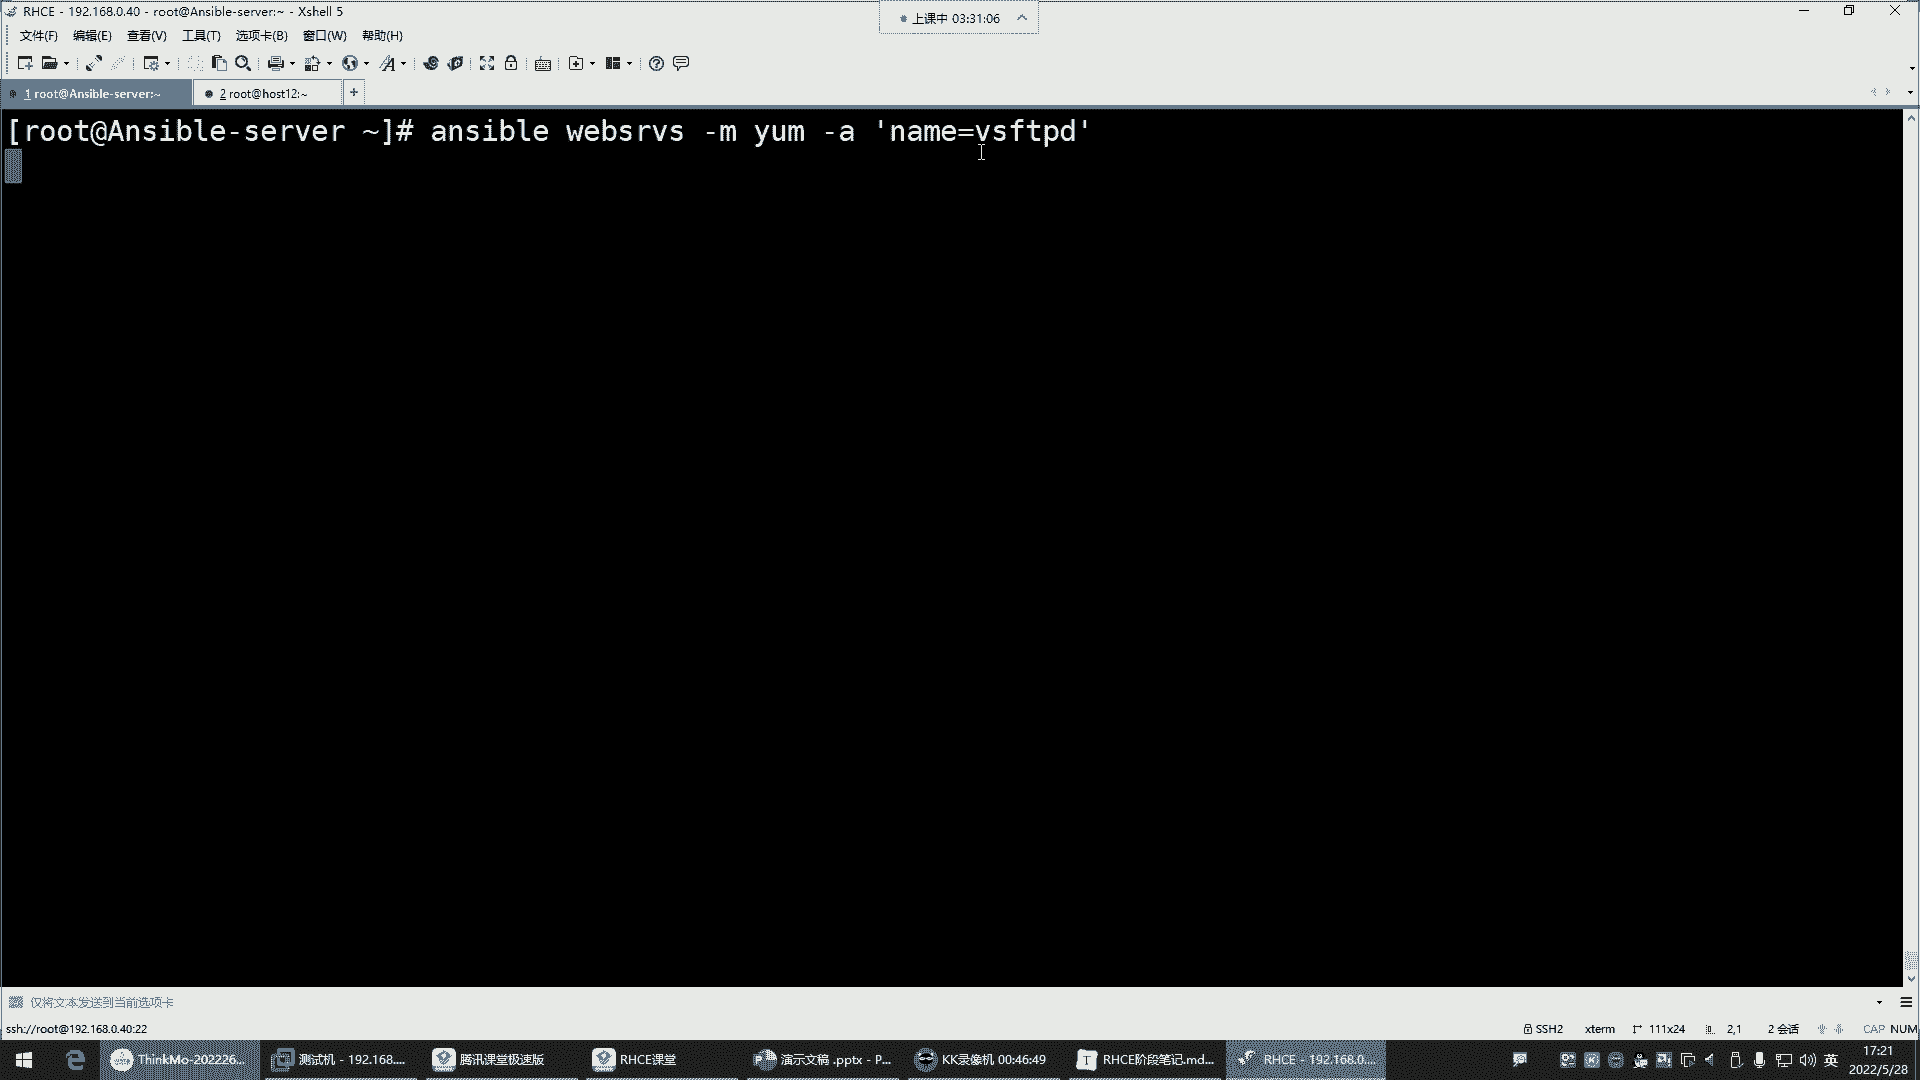 RHCE - 192.168.0.40 - root@Ansible-server:~ - Xshell 5
上课中 03:31:06
文件(F) 编辑(E) 查看(V) 工具(T) 选项卡(B) 窗口(W) 帮助(H)
1 root@Ansible-server:~
2 root@host12:~
[root@Ansible-server ~]# ansible websrvs -m yum -a 'name=vsftpd'
仅将文本发送到当前选项卡
ssh://root@192.168.0.40:22
SSH2 xterm 111x24 2,1 2 会话 CAP NUM
ThinkMo-202226... 测试机 - 192.168.... 腾讯课堂极速版 RHCE课堂 演示文稿 .pptx - P... KK录像机 00:46:49 RHCE阶段笔记.md... RHCE - 192.168.0.... 英
17:21
2022/5/28